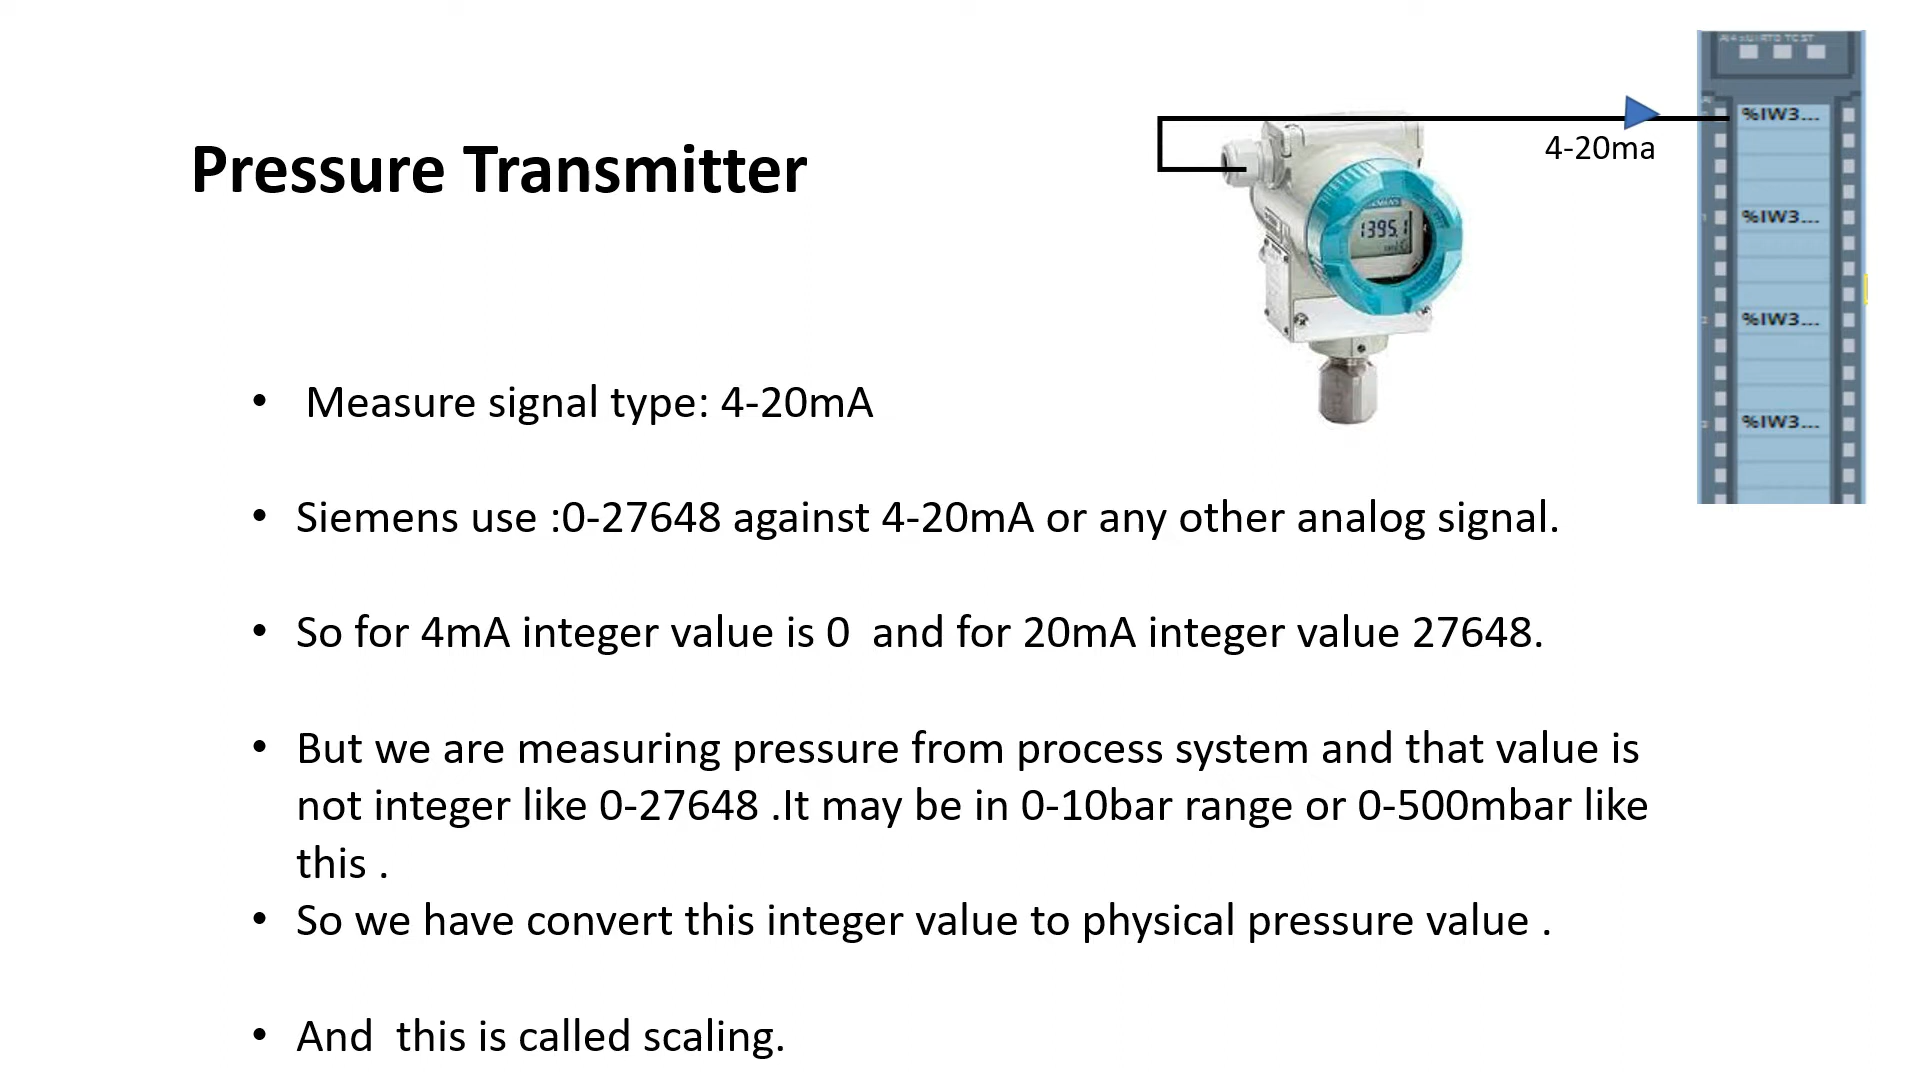 Pressure Transmitter
4-20ma
%IW3...
%IW3...
%IW3...
%IW3...
SIEMENS
1395.1
• Measure signal type: 4-20mA
• Siemens use :0-27648 against 4-20mA or any other analog signal.
• So for 4mA integer value is 0  and for 20mA integer value 27648.
• But we are measuring pressure from process system and that value is
not integer like 0-27648 .It may be in 0-10bar range or 0-500mbar like
this .
• So we have convert this integer value to physical pressure value .
• And  this is called scaling.